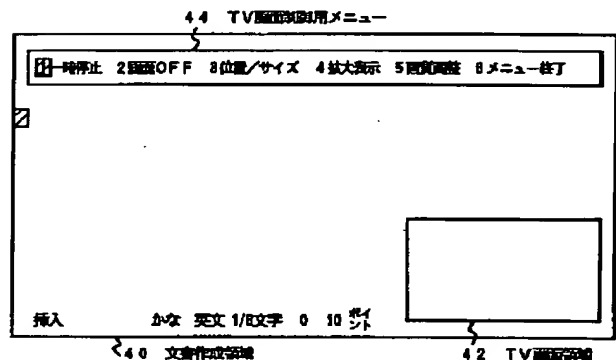 44 TV画面制御用メニュー
1一時停止 2画面OFF 3位置/サイズ 4拡大表示 5画質調整 6メニュー終了
挿入 かな 英文 1/8文字 0 10 ポイント
40 文書作成領域 42 TV画面領域